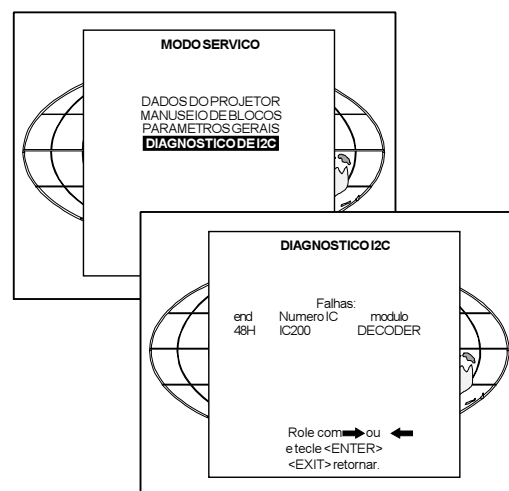 MODO SERVICO
DADOS DO PROJETOR
MANUSEIO DE BLOCOS
PARAMETROS GERAIS
DIAGNOSTICO DE I2C
DIAGNOSTICO I2C
Falhas:
end Numero IC modulo
48H IC200 DECODER
Role com ➡ ou ⬅
e tecle <ENTER>
<EXIT> retornar.